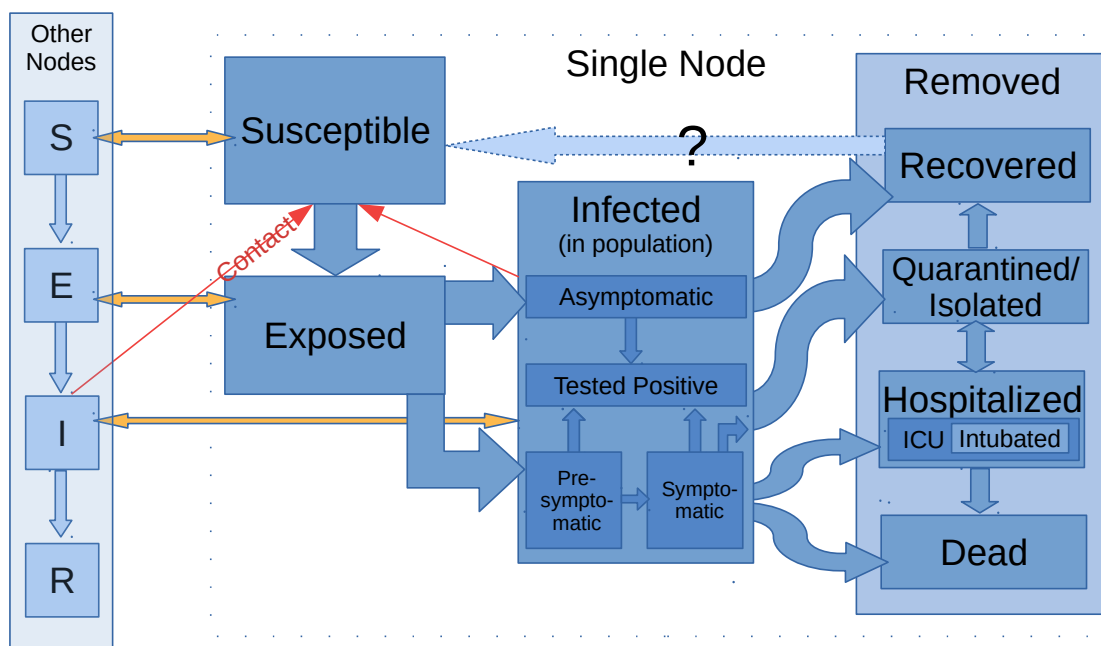 Other
Nodes
S
E
I
R
Single Node
Susceptible
Contact
Exposed
?
Infected
(in population)
Asymptomatic
Tested Positive
Pre-
sympto-
matic
Sympto-
matic
Removed
Recovered
Quarantined/
Isolated
Hospitalized
ICU Intubated
Dead